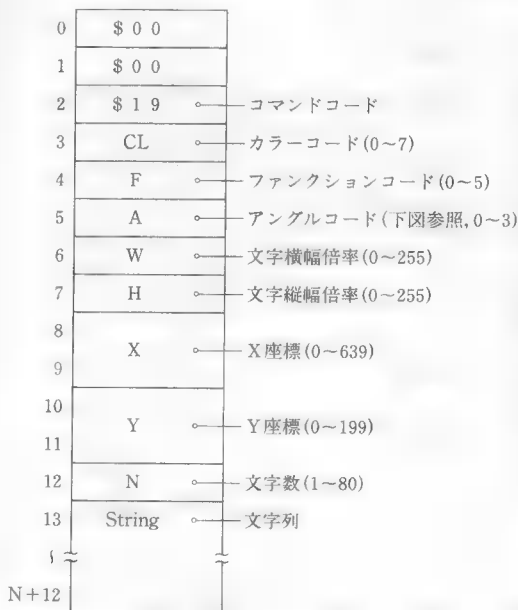 0 $00
1 $00
2 $19 コマンドコード
3 CL カラーコード(0～7)
4 F ファンクションコード(0～5)
5 A アングルコード(下図参照,0～3)
6 W 文字横幅倍率(0～255)
7 H 文字縦幅倍率(0～255)
8
X X座標(0～639)
9
10
Y Y座標(0～199)
11
12 N 文字数(1～80)
13 String 文字列
N+12